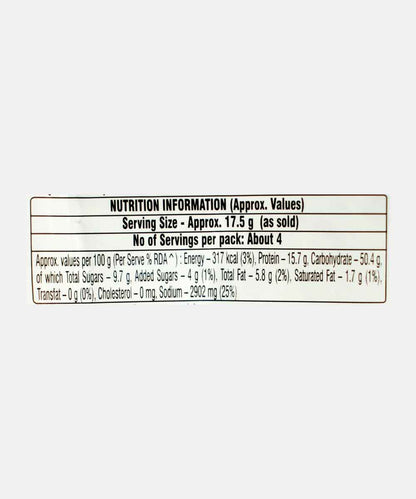 NUTRITION INFORMATION (Approx. Values)
Serving Size - Approx. 17.5 g (as sold)
No of Servings per pack: About 4
Approx. values per 100 g (Per Serve % RDA^) : Energy – 317 kcal (3%), Protein – 15.7 g, Carbohydrate – 50.4 g,
of which Total Sugars – 9.7 g, Added Sugars – 4 g (1%), Total Fat – 5.8 g (2%), Saturated Fat – 1.7 g (1%),
Transfat – 0 g (0%), Cholesterol – 0 mg, Sodium – 2902 mg (25%)